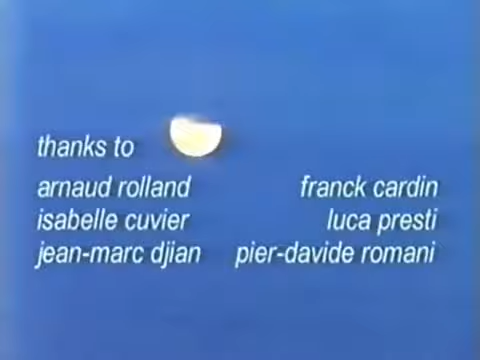 thanks to
arnaud rolland franck cardin
isabelle cuvier luca presti
jean-marc djian pier-davide romani